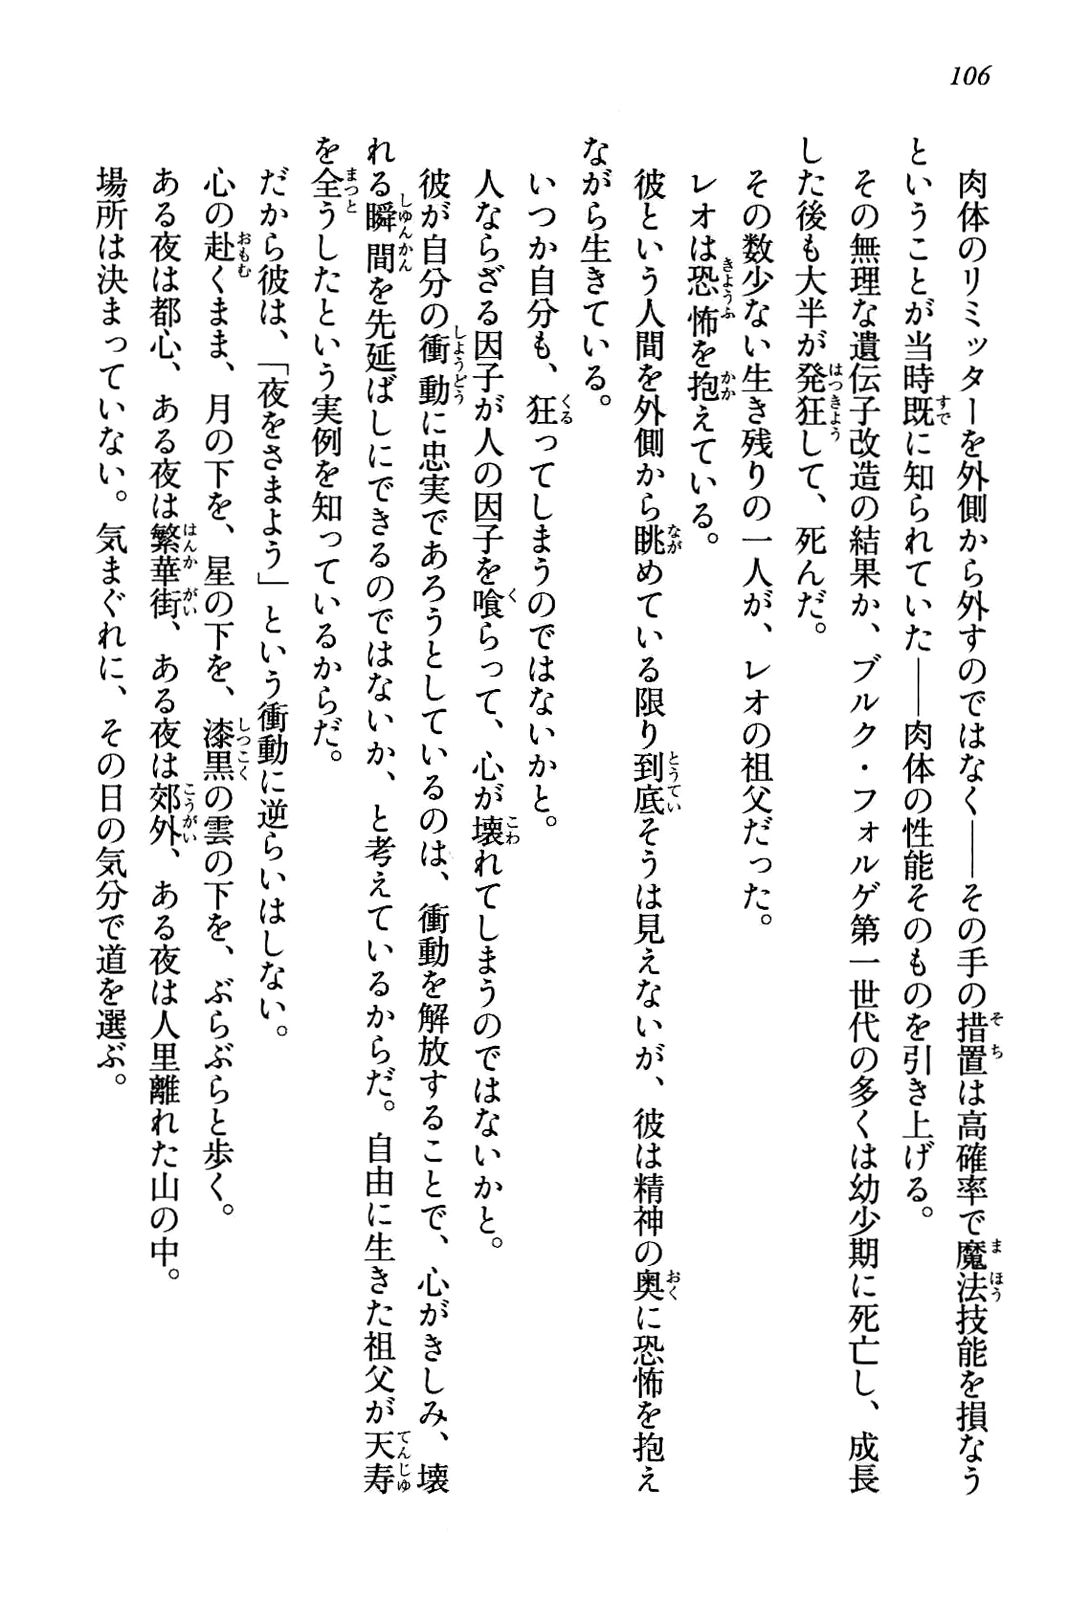 106
肉体のリミッターを外側から外すのではなく――その手の措置は高確率で魔法技能を損なう
ということが当時既に知られていた――肉体の性能そのものを引き上げる。
その無理な遺伝子改造の結果か、ブルク・フォルゲ第一世代の多くは幼少期に死亡し、成長
した後も大半が発狂して、死んだ。
その数少ない生き残りの一人が、レオの祖父だった。
レオは恐怖を抱えている。
彼という人間を外側から眺めている限り到底そうは見えないが、彼は精神の奥に恐怖を抱え
ながら生きている。
いつか自分も、狂ってしまうのではないかと。
人ならざる因子が人の因子を喰らって、心が壊れてしまうのではないかと。
彼が自分の衝動に忠実であろうとしているのは、衝動を解放することで、心がきしみ、壊
れる瞬間を先延ばしにできるのではないか、と考えているからだ。自由に生きた祖父が天寿
を全うしたという実例を知っているからだ。
だから彼は、「夜をさまよう」という衝動に逆らいはしない。
心の赴くまま、月の下を、星の下を、漆黒の雲の下を、ぶらぶらと歩く。
ある夜は都心、ある夜は繁華街、ある夜は郊外、ある夜は人里離れた山の中。
場所は決まっていない。気まぐれに、その日の気分で道を選ぶ。